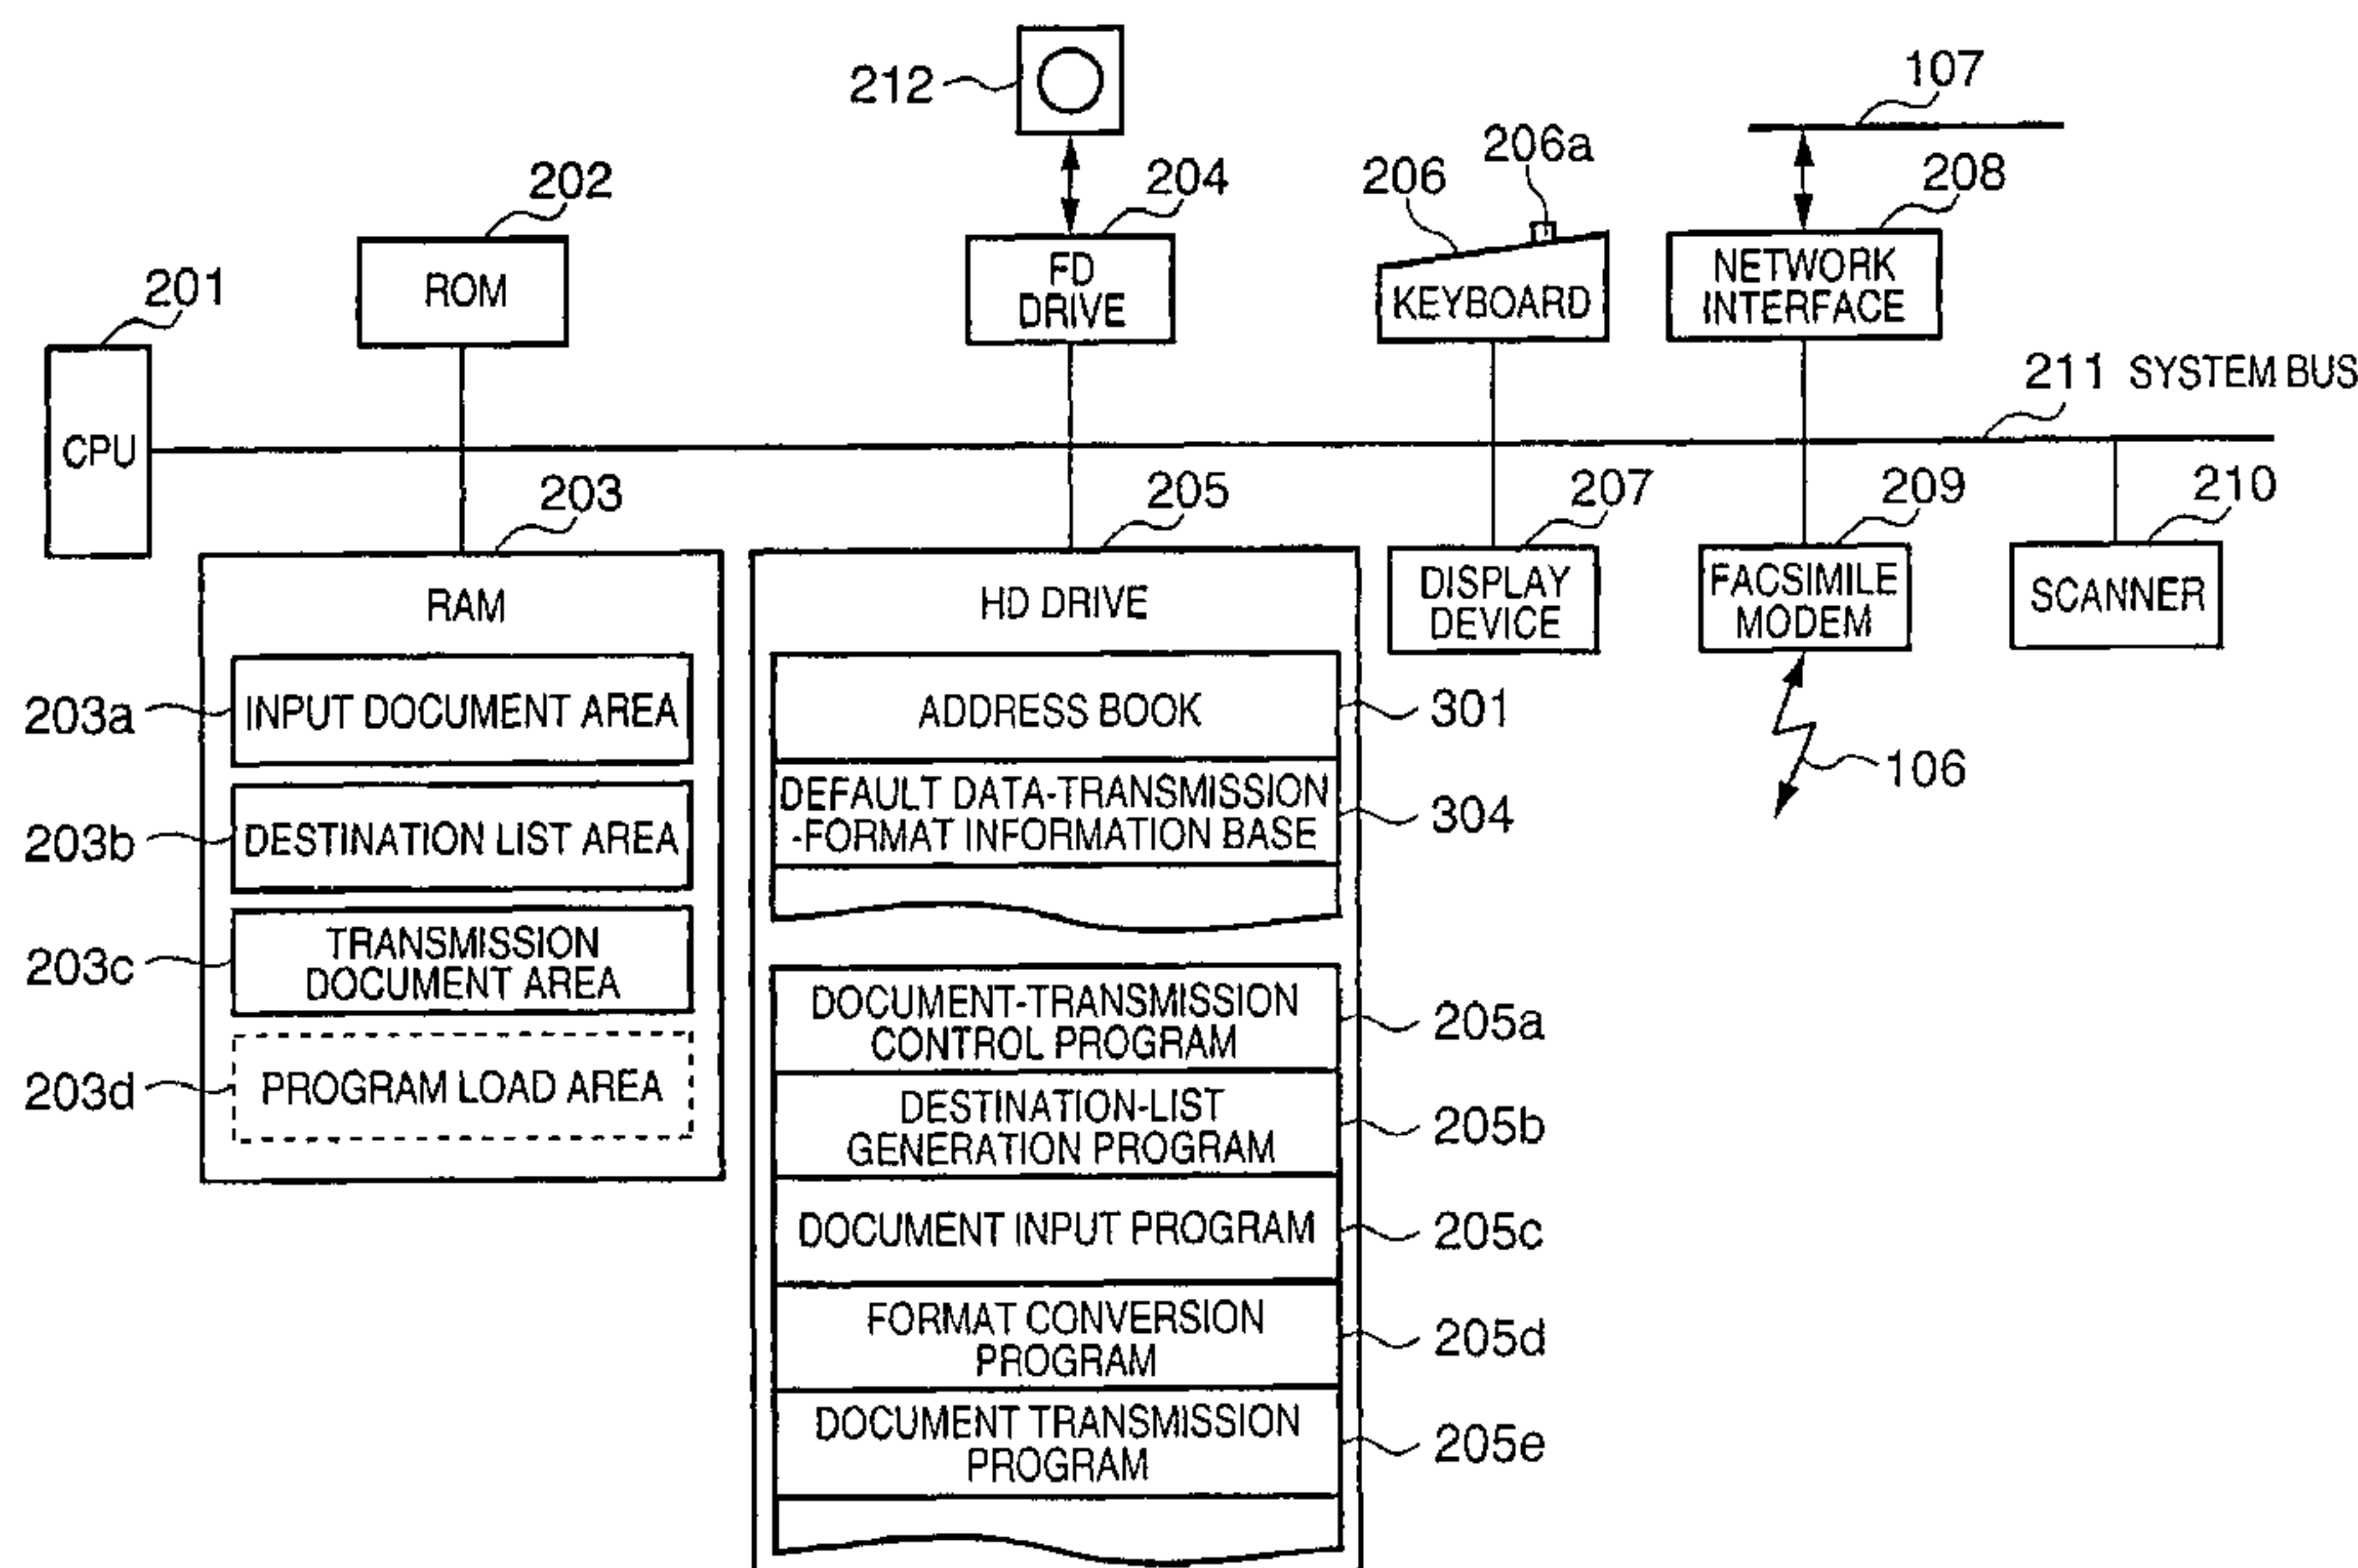 212
107
202
204
206
206a
208
201
ROM
FD
DRIVE
KEYBOARD
NETWORK
INTERFACE
211 SYSTEM BUS
CPU
203
205
207
209
210
RAM
HD DRIVE
DISPLAY
DEVICE
FACSIMILE
MODEM
SCANNER
203a
INPUT DOCUMENT AREA
ADDRESS BOOK
301
106
203b
DESTINATION LIST AREA
DEFAULT DATA-TRANSMISSION
-FORMAT INFORMATION BASE
304
203c
TRANSMISSION
DOCUMENT AREA
203d
PROGRAM LOAD AREA
DOCUMENT-TRANSMISSION
CONTROL PROGRAM
205a
DESTINATION-LIST
GENERATION PROGRAM
205b
DOCUMENT INPUT PROGRAM
205c
FORMAT CONVERSION
PROGRAM
205d
DOCUMENT TRANSMISSION
PROGRAM
205e